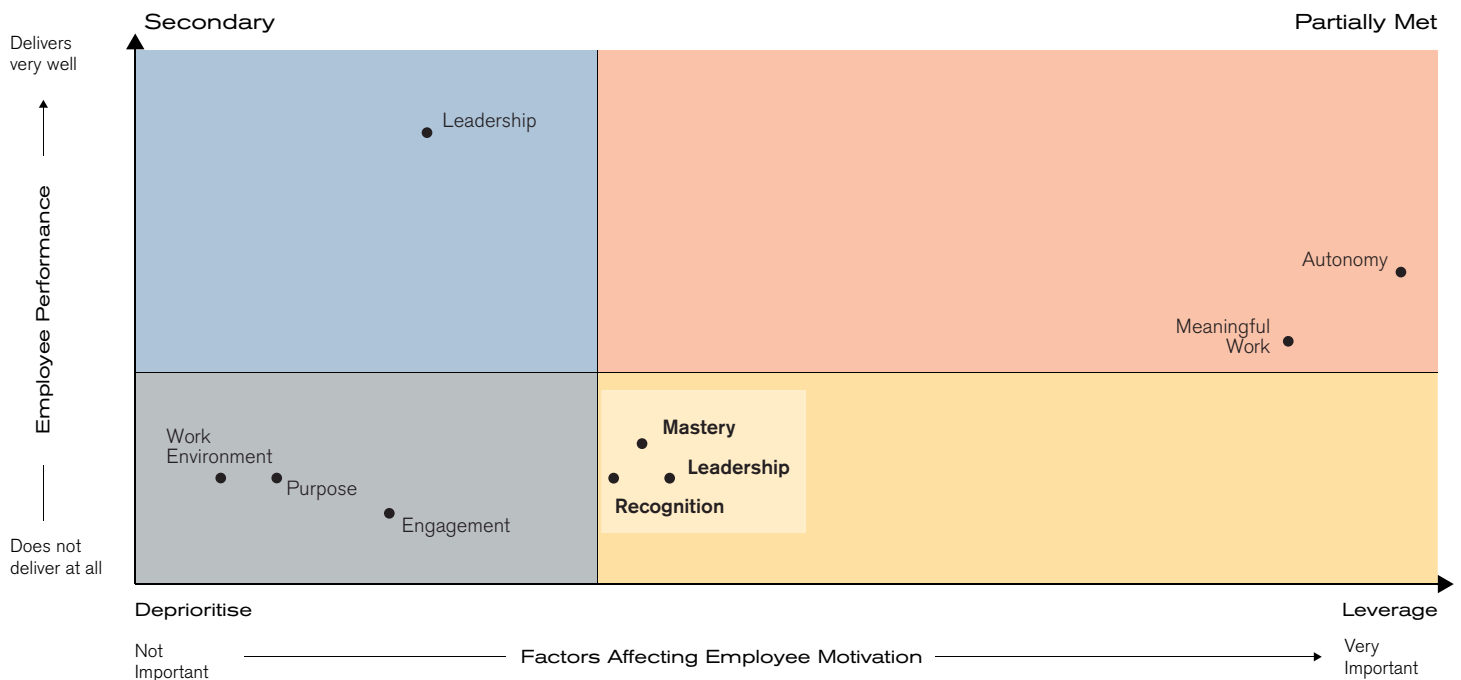 Secondary
Partially Met
Delivers
very well
Employee Performance
Does not
deliver at all
Leadership
Autonomy
Meaningful
Work
Work
Environment
Purpose
Engagement
Mastery
Leadership
Recognition
Deprioritise
Leverage
Not
Important
Factors Affecting Employee Motivation
Very
Important